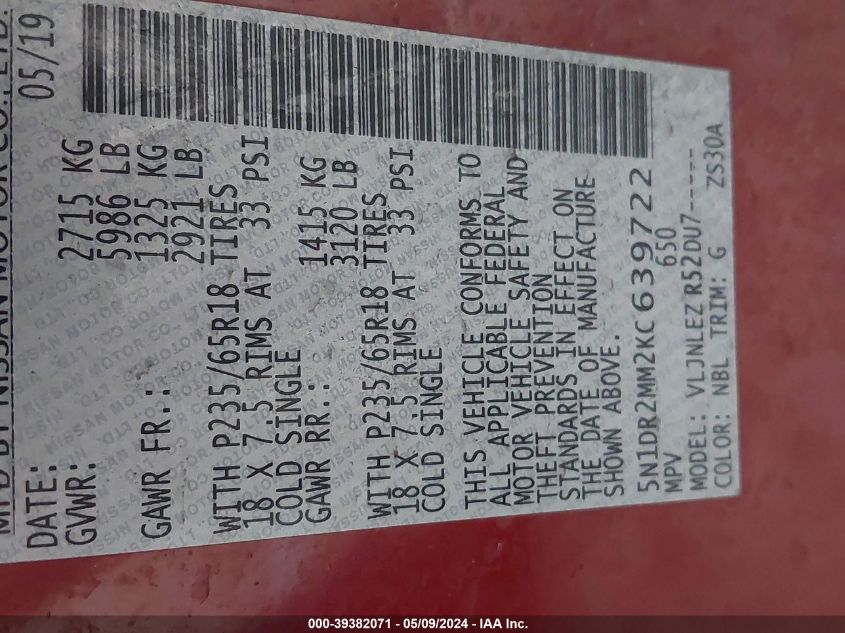 MFD BY NISSAN MOTOR CO., LTD.
DATE: 05/19
GVWR: 2715 KG
5986 LB
GAWR FR.: 1325 KG
2921 LB
WITH P235/65R18 TIRES
18 X 7.5 RIMS AT 33 PSI
COLD SINGLE
GAWR RR.: 1415 KG
3120 LB
WITH P235/65R18 TIRES
18 X 7.5 RIMS AT 33 PSI
COLD SINGLE
THIS VEHICLE CONFORMS TO
ALL APPLICABLE FEDERAL
MOTOR VEHICLE SAFETY AND
THEFT PREVENTION
STANDARDS IN EFFECT ON
THE DATE OF MANUFACTURE
SHOWN ABOVE.
5N1DR2MM2KC639722
MPV 650
MODEL: VLJNLEZ R52DU7-----
COLOR: NBL TRIM: G ZS30A
000-39382071 - 05/09/2024 - IAA Inc.